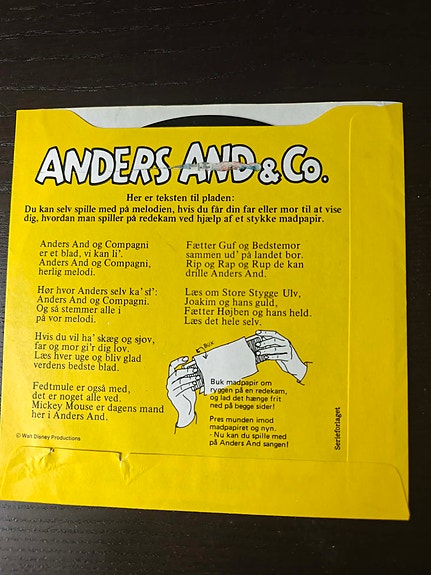 ANDERS AND & Co.
Her er teksten til pladen:
Du kan selv spille med på melodien, hvis du får din far eller mor til at vise
dig, hvordan man spiller på redekam ved hjælp af et stykke madpapir.
Anders And og Compagni
er et blad, vi kan li'.
Anders And og Compagni,
herlig melodi.
Hør hvor Anders selv ka' si':
Anders And og Compagni.
Og så stemmer alle i
på vor melodi.
Hvis du vil ha' skæg og sjov,
far og mor gi'r dig lov.
Læs hver uge og bliv glad
verdens bedste blad.
Fedtmule er også med,
det er noget alle ved.
Mickey Mouse er dagens mand
her i Anders And.
Fætter Guf og Bedstemor
sammen ud' på landet bor.
Rip og Rap og Rup de kan
drille Anders And.
Læs om Store Stygge Ulv,
Joakim og hans guld,
Fætter Højben og hans held.
Læs det hele selv.
Buk
Buk madpapir om
ryggen på en redekam,
og lad det hænge frit
ned på begge sider!
Pres munden imod
madpapiret og nyn.
- Nu kan du spille med
på Anders And sangen!
© Walt Disney Productions
Serieforlaget